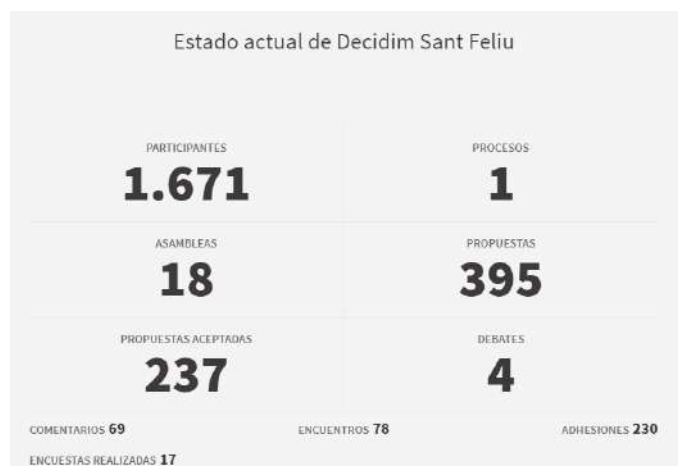 Estado actual de Decidim Sant Feliu
PARTICIPANTES PROCESOS
1.671 1
ASAMBLEAS PROPUESTAS
18 395
PROPUESTAS ACEPTADAS DEBATES
237 4
COMENTARIOS 69 ENCUENTROS 78 ADHESIONES 230
ENCUESTAS REALIZADAS 17